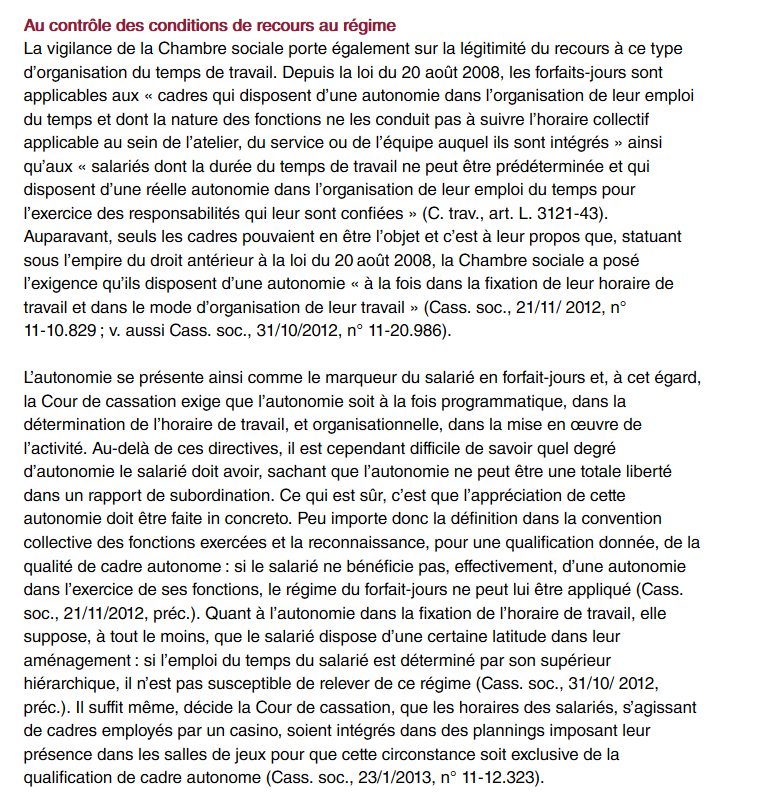 Au contrôle des conditions de recours au régime
La vigilance de la Chambre sociale porte également sur la légitimité du recours à ce type
d’organisation du temps de travail. Depuis la loi du 20 août 2008, les forfaits-jours sont
applicables aux « cadres qui disposent d’une autonomie dans l’organisation de leur emploi
du temps et dont la nature des fonctions ne les conduit pas à suivre l’horaire collectif
applicable au sein de l’atelier, du service ou de l’équipe auquel ils sont intégrés » ainsi
qu’aux « salariés dont la durée du temps de travail ne peut être prédéterminée et qui
disposent d’une réelle autonomie dans l’organisation de leur emploi du temps pour
l’exercice des responsabilités qui leur sont confiées » (C. trav., art. L. 3121-43).
Auparavant, seuls les cadres pouvaient en être l’objet et c’est à leur propos que, statuant
sous l’empire du droit antérieur à la loi du 20 août 2008, la Chambre sociale a posé
l’exigence qu’ils disposent d’une autonomie « à la fois dans la fixation de leur horaire de
travail et dans le mode d’organisation de leur travail » (Cass. soc., 21/11/ 2012, n°
11-10.829 ; v. aussi Cass. soc., 31/10/2012, n° 11-20.986).
L’autonomie se présente ainsi comme le marqueur du salarié en forfait-jours et, à cet égard,
la Cour de cassation exige que l’autonomie soit à la fois programmatique, dans la
détermination de l’horaire de travail, et organisationnelle, dans la mise en œuvre de
l’activité. Au-delà de ces directives, il est cependant difficile de savoir quel degré
d’autonomie le salarié doit avoir, sachant que l’autonomie ne peut être une totale liberté
dans un rapport de subordination. Ce qui est sûr, c’est que l’appréciation de cette
autonomie doit être faite in concreto. Peu importe donc la définition dans la convention
collective des fonctions exercées et la reconnaissance, pour une qualification donnée, de la
qualité de cadre autonome : si le salarié ne bénéficie pas, effectivement, d’une autonomie
dans l’exercice de ses fonctions, le régime du forfait-jours ne peut lui être appliqué (Cass.
soc., 21/11/2012, préc.). Quant à l’autonomie dans la fixation de l’horaire de travail, elle
suppose, à tout le moins, que le salarié dispose d’une certaine latitude dans leur
aménagement : si l’emploi du temps du salarié est déterminé par son supérieur
hiérarchique, il n’est pas susceptible de relever de ce régime (Cass. soc., 31/10/ 2012,
préc.). Il suffit même, décide la Cour de cassation, que les horaires des salariés, s’agissant
de cadres employés par un casino, soient intégrés dans des plannings imposant leur
présence dans les salles de jeux pour que cette circonstance soit exclusive de la
qualification de cadre autonome (Cass. soc., 23/1/2013, n° 11-12.323).